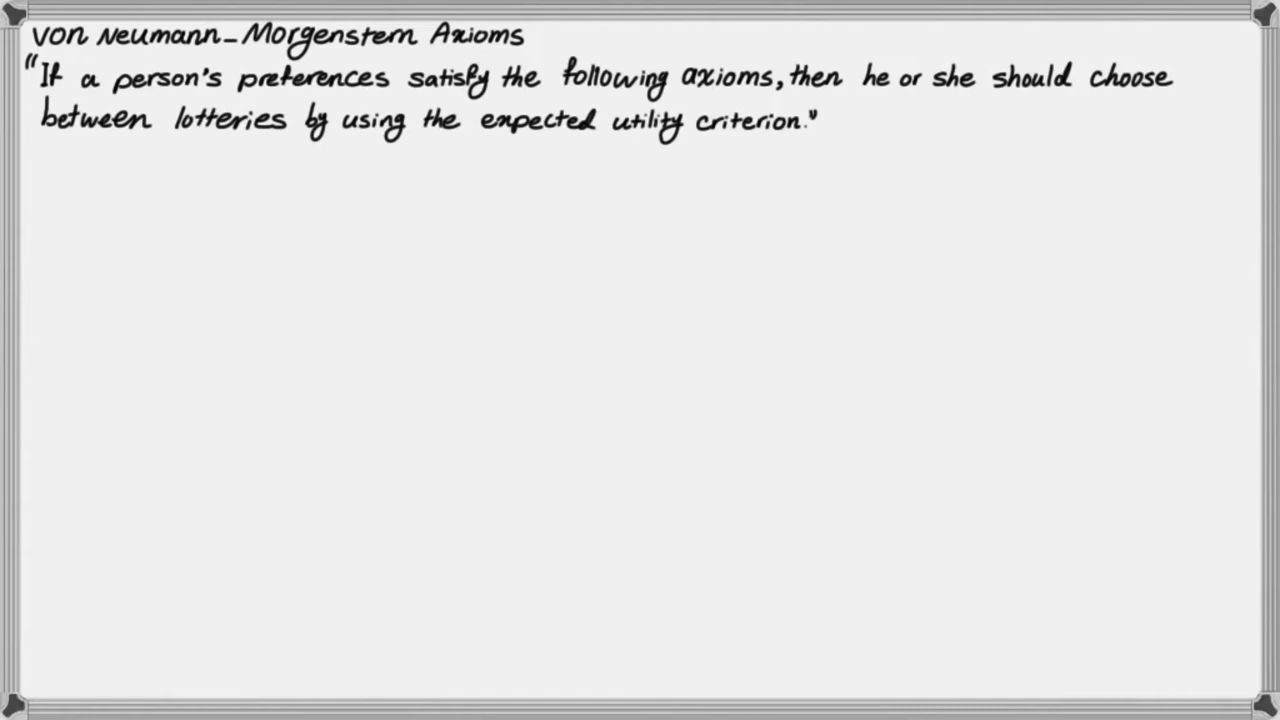 von Neumann-Morgenstern Axioms
"If a person's preferences satisfy the following axioms, then he or she should choose
between lotteries by using the expected utility criterion."